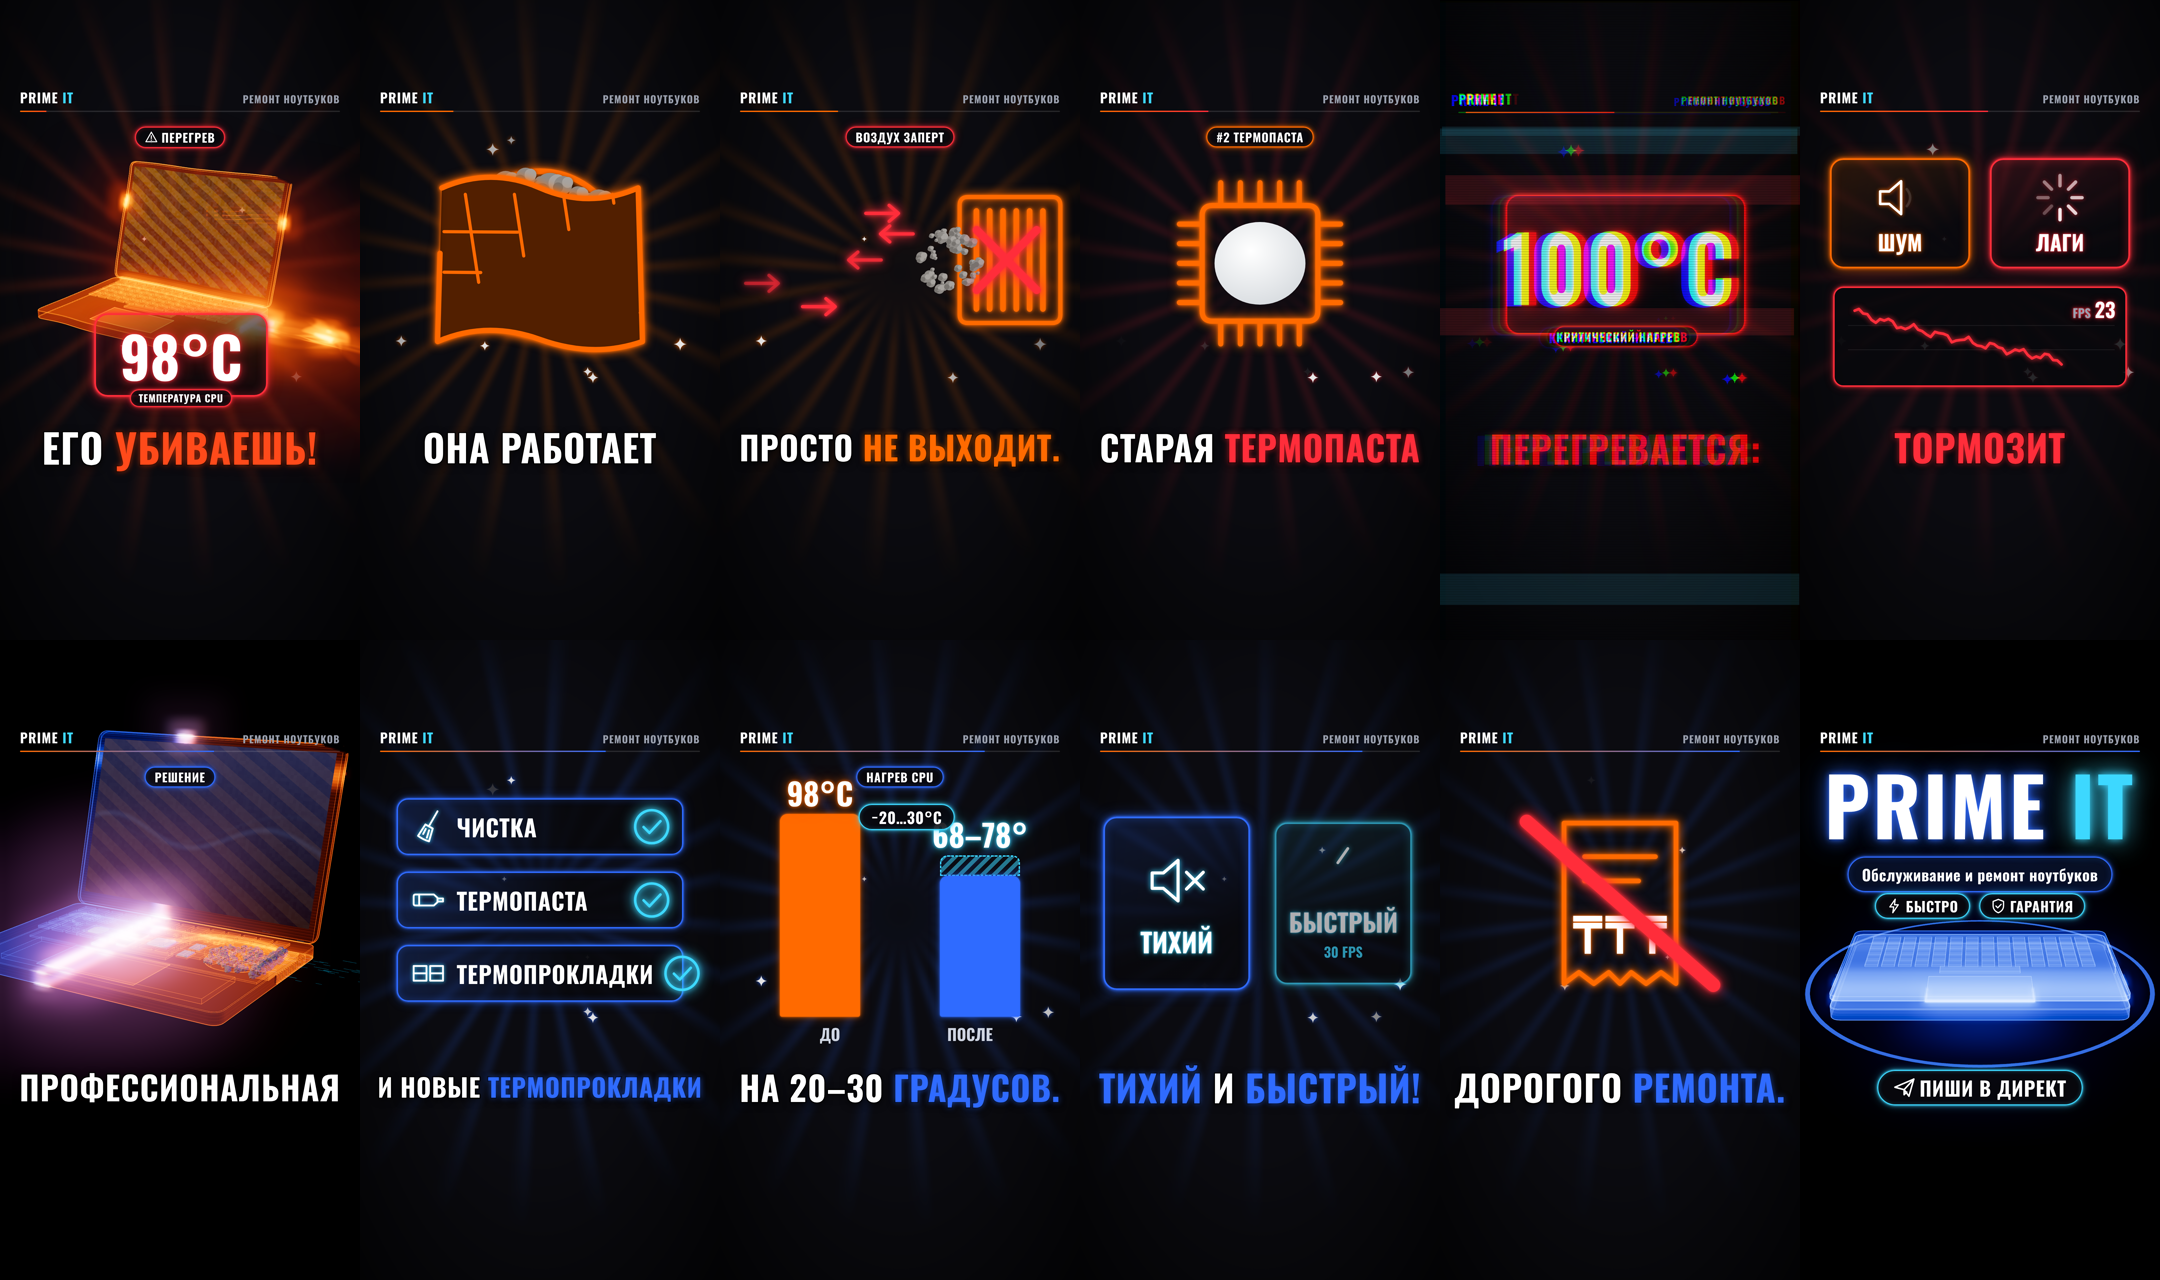 PRIME IT
РЕМОНТ НОУТБУКОВ
ПЕРЕГРЕВ
98°C
ТЕМПЕРАТУРА CPU
ЕГО УБИВАЕШЬ!
PRIME IT
РЕМОНТ НОУТБУКОВ
ОНА РАБОТАЕТ
PRIME IT
РЕМОНТ НОУТБУКОВ
ВОЗДУХ ЗАПЕРТ
ПРОСТО НЕ ВЫХОДИТ.
PRIME IT
РЕМОНТ НОУТБУКОВ
#2 ТЕРМОПАСТА
СТАРАЯ ТЕРМОПАСТА
PRIME IT
РЕМОНТ НОУТБУКОВ
100°C
КРИТИЧЕСКИЙ НАГРЕВ
ПЕРЕГРЕВАЕТСЯ:
PRIME IT
РЕМОНТ НОУТБУКОВ
ШУМ
ЛАГИ
FPS 23
ТОРМОЗИТ
PRIME IT
РЕМОНТ НОУТБУКОВ
РЕШЕНИЕ
ПРОФЕССИОНАЛЬНАЯ
PRIME IT
РЕМОНТ НОУТБУКОВ
ЧИСТКА
ТЕРМОПАСТА
ТЕРМОПРОКЛАДКИ
И НОВЫЕ ТЕРМОПРОКЛАДКИ
PRIME IT
РЕМОНТ НОУТБУКОВ
НАГРЕВ CPU
98°C
−20…30°C
68–78°
ДО
ПОСЛЕ
НА 20–30 ГРАДУСОВ.
PRIME IT
РЕМОНТ НОУТБУКОВ
ТИХИЙ
БЫСТРЫЙ
30 FPS
ТИХИЙ И БЫСТРЫЙ!
PRIME IT
РЕМОНТ НОУТБУКОВ
ТТТ
ДОРОГОГО РЕМОНТА.
PRIME IT
РЕМОНТ НОУТБУКОВ
PRIME IT
Обслуживание и ремонт ноутбуков
БЫСТРО
ГАРАНТИЯ
ПИШИ В ДИРЕКТ